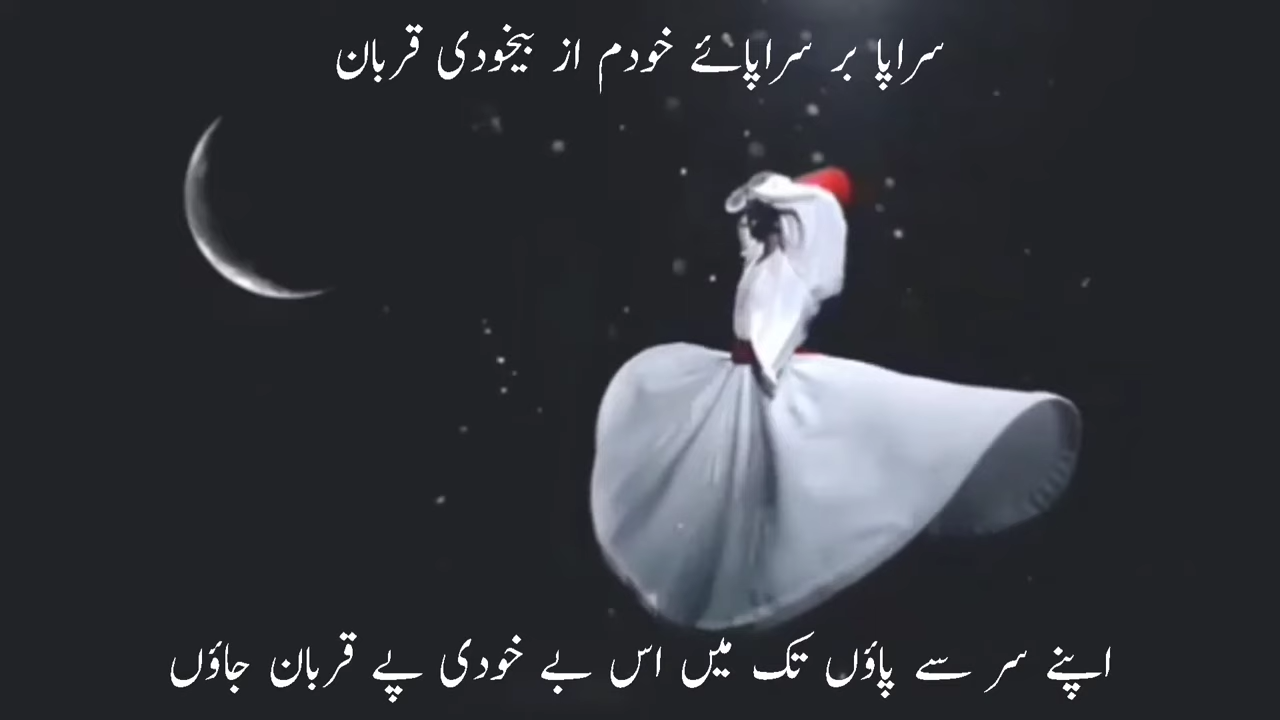 سراپا بر سراپائے خودم از بیخودی قربان
اپنے سر سے پاؤں تک میں اس بے خودی پے قربان جاؤں